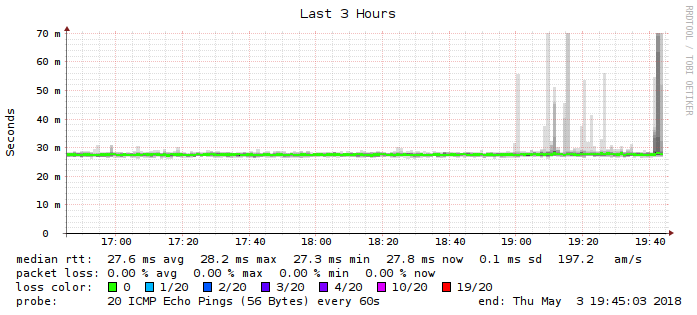 Last 3 Hours
RRDTOOL / TOBI OETIKER
Seconds
70 m
60 m
50 m
40 m
30 m
20 m
10 m
0
17:00 17:20 17:40 18:00 18:20 18:40 19:00 19:20 19:40
median rtt: 27.6 ms avg 28.2 ms max 27.3 ms min 27.8 ms now 0.1 ms sd 197.2 am/s
packet loss: 0.00 % avg 0.00 % max 0.00 % min 0.00 % now
loss color: 0 1/20 2/20 3/20 4/20 10/20 19/20
probe: 20 ICMP Echo Pings (56 Bytes) every 60s end: Thu May 3 19:45:03 2018